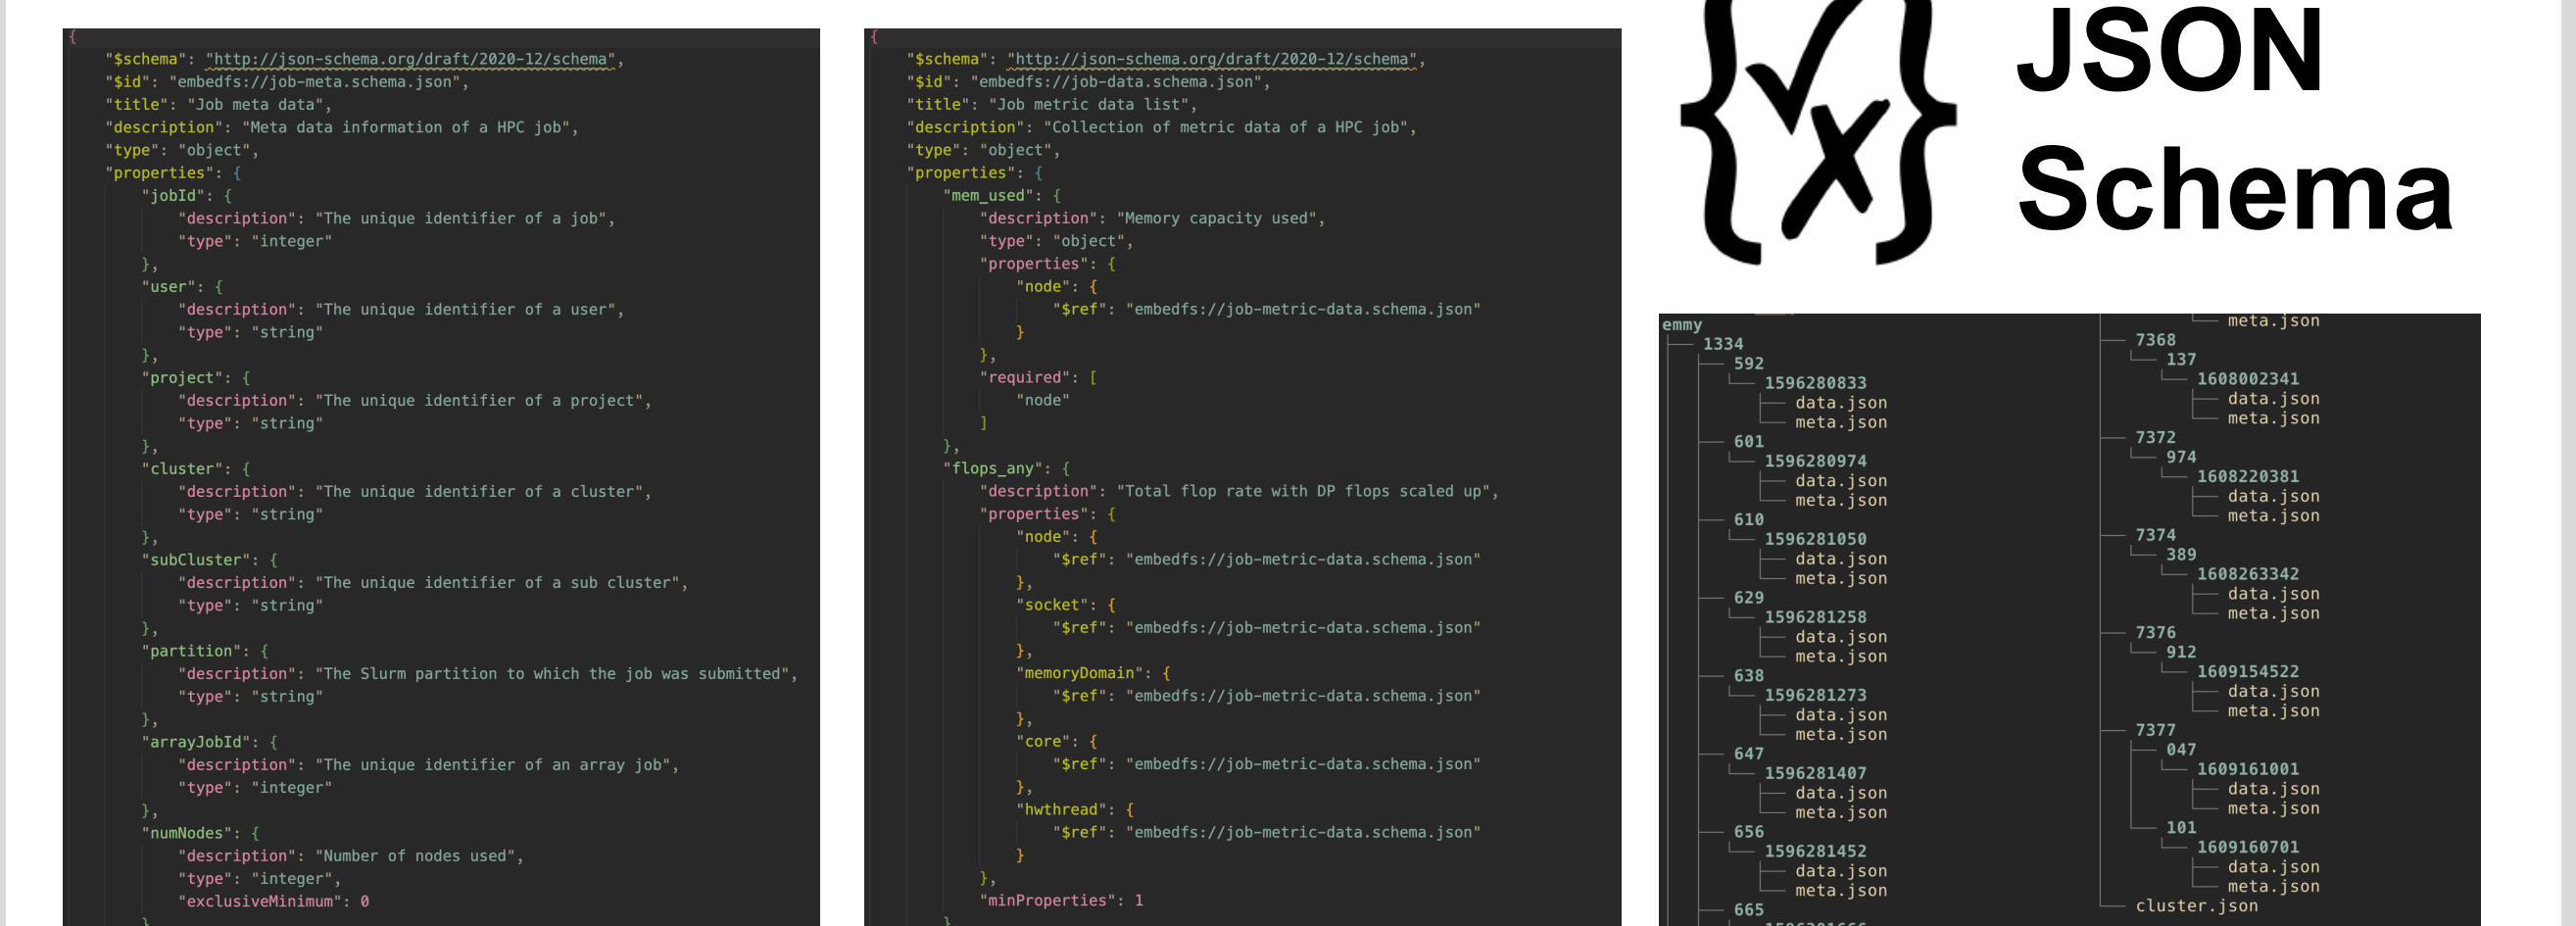 {
    "$schema": "http://json-schema.org/draft/2020-12/schema",
    "$id": "embedfs://job-meta.schema.json",
    "title": "Job meta data",
    "description": "Meta data information of a HPC job",
    "type": "object",
    "properties": {
        "jobId": {
            "description": "The unique identifier of a job",
            "type": "integer"
        },
        "user": {
            "description": "The unique identifier of a user",
            "type": "string"
        },
        "project": {
            "description": "The unique identifier of a project",
            "type": "string"
        },
        "cluster": {
            "description": "The unique identifier of a cluster",
            "type": "string"
        },
        "subCluster": {
            "description": "The unique identifier of a sub cluster",
            "type": "string"
        },
        "partition": {
            "description": "The Slurm partition to which the job was submitted",
            "type": "string"
        },
        "arrayJobId": {
            "description": "The unique identifier of an array job",
            "type": "integer"
        },
        "numNodes": {
            "description": "Number of nodes used",
            "type": "integer",
            "exclusiveMinimum": 0
        }
{
    "$schema": "http://json-schema.org/draft/2020-12/schema",
    "$id": "embedfs://job-data.schema.json",
    "title": "Job metric data list",
    "description": "Collection of metric data of a HPC job",
    "type": "object",
    "properties": {
        "mem_used": {
            "description": "Memory capacity used",
            "type": "object",
            "properties": {
                "node": {
                    "$ref": "embedfs://job-metric-data.schema.json"
                }
            },
            "required": [
                "node"
            ]
        },
        "flops_any": {
            "description": "Total flop rate with DP flops scaled up",
            "properties": {
                "node": {
                    "$ref": "embedfs://job-metric-data.schema.json"
                },
                "socket": {
                    "$ref": "embedfs://job-metric-data.schema.json"
                },
                "memoryDomain": {
                    "$ref": "embedfs://job-metric-data.schema.json"
                },
                "core": {
                    "$ref": "embedfs://job-metric-data.schema.json"
                },
                "hwthread": {
                    "$ref": "embedfs://job-metric-data.schema.json"
                }
            },
            "minProperties": 1
        }
JSON
Schema
emmy
1334
592
1596280833
data.json
meta.json
601
1596280974
data.json
meta.json
610
1596281050
data.json
meta.json
629
1596281258
data.json
meta.json
638
1596281273
data.json
meta.json
647
1596281407
data.json
meta.json
656
1596281452
data.json
meta.json
665
meta.json
7368
137
1608002341
data.json
meta.json
7372
974
1608220381
data.json
meta.json
7374
389
1608263342
data.json
meta.json
7376
912
1609154522
data.json
meta.json
7377
047
1609161001
data.json
meta.json
101
1609160701
data.json
meta.json
cluster.json